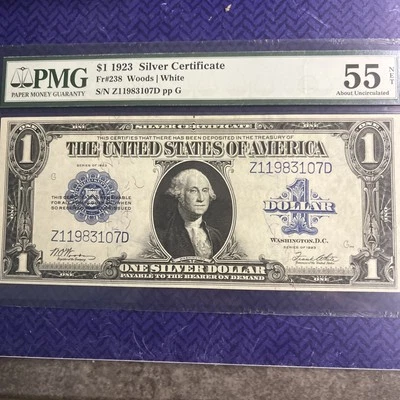 $1 1923 Silver Certificate
PMG
PAPER MONEY GUARANTY
Fr#238 Woods | White
S/N Z11983107D pp G
55 NET
About Uncirculated
SILVER CERTIFICATE
1
THIS CERTIFIES THAT THERE HAS BEEN DEPOSITED IN THE TREASURY OF
1
THE UNITED STATES OF AMERICA
SERIES OF 1923
Z11983107D
G
1
DOLLAR
WASHINGTON, D.C.
Z11983107D
SERIES OF 1923
1
ONE SILVER DOLLAR
1
PAYABLE TO THE BEARER ON DEMAND